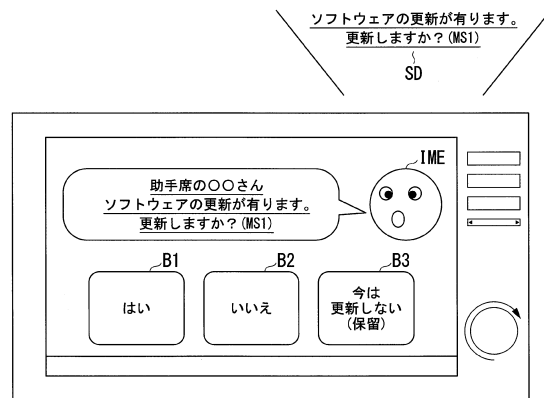 ソフトウェアの更新が有ります。
更新しますか?(MS1)
SD
IME
助手席の〇〇さん
ソフトウェアの更新が有ります。
更新しますか?(MS1)
B1
B2
B3
はい
いいえ
今は
更新しない
(保留)